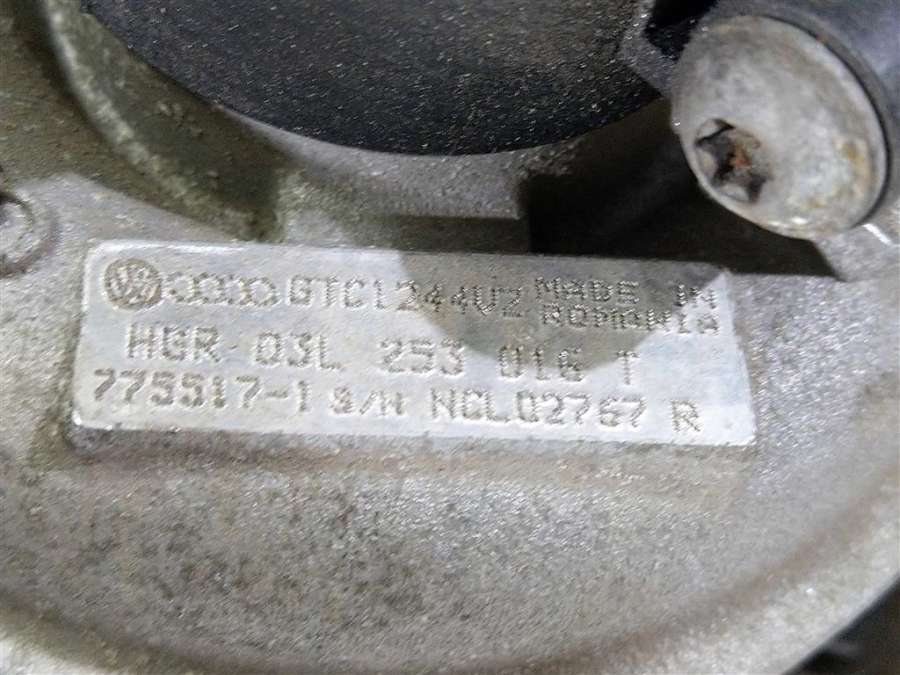 GTC1244VZ MADE IN ROMANIA
HGR 03L 253 016 T
775517-1 S/N NGL02767 R